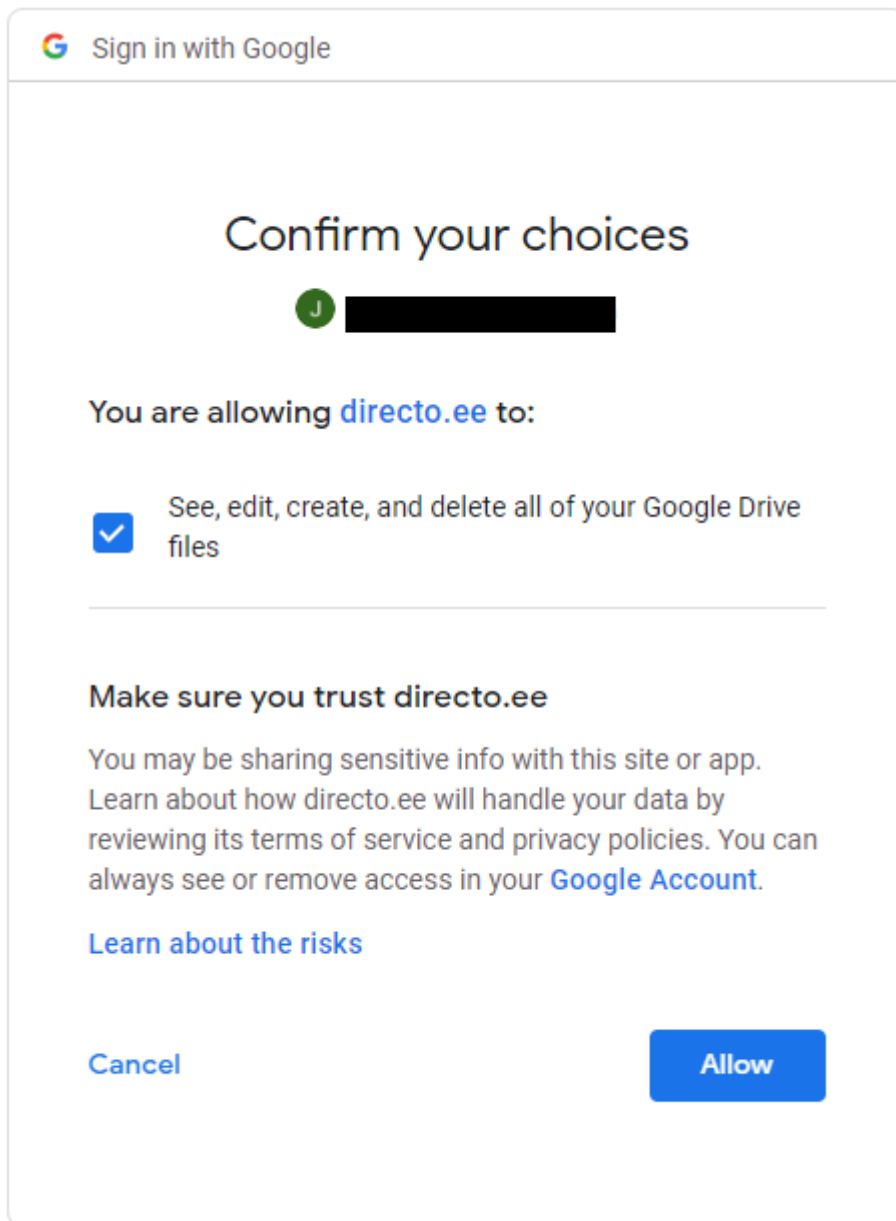 Sign in with Google
Confirm your choices
J
You are allowing directo.ee to:
See, edit, create, and delete all of your Google Drive
files
Make sure you trust directo.ee
You may be sharing sensitive info with this site or app.
Learn about how directo.ee will handle your data by
reviewing its terms of service and privacy policies. You can
always see or remove access in your Google Account.
Learn about the risks
Cancel
Allow